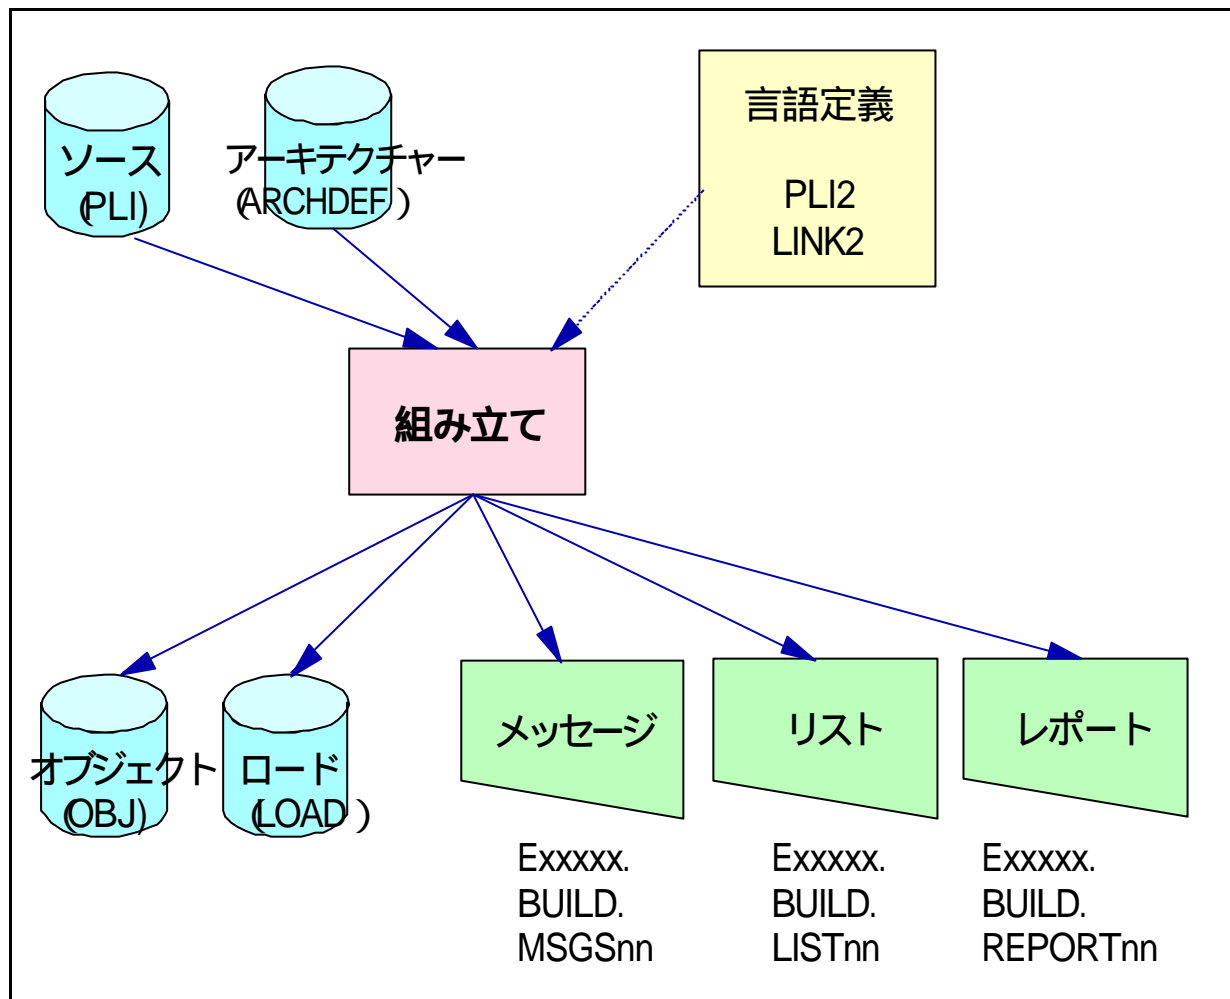 ソース
(PLI)
アーキテクチャー
(ARCHDEF)
言語定義
PLI2
LINK2
組み立て
オブジェクト
(OBJ)
ロード
(LOAD)
メッセージ
リスト
レポート
Exxxxx.
BUILD.
MSGSnn
Exxxxx.
BUILD.
LISTnn
Exxxxx.
BUILD.
REPORTnn